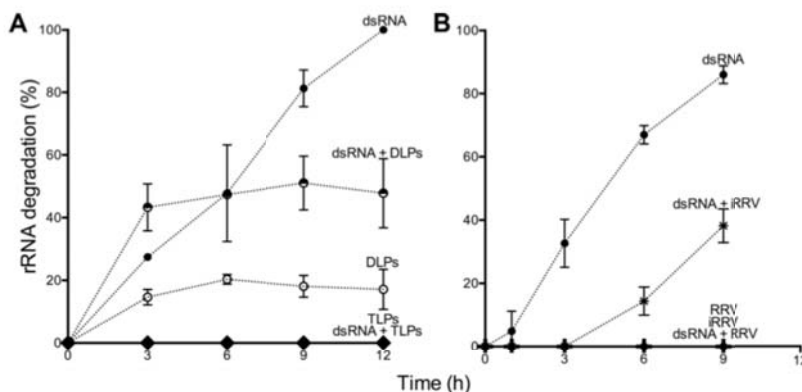 A
dsRNA
100
80
60
40
20
0
rRNA degradation (%)
dsRNA + DLPs
DLPs
TLPs
dsRNA + TLPs
0 3 6 9 12
B
100
80
60
40
20
0
dsRNA
dsRNA + iRRV
RRV
iRRV
dsRNA + RRV
0 3 6 9 12
Time (h)